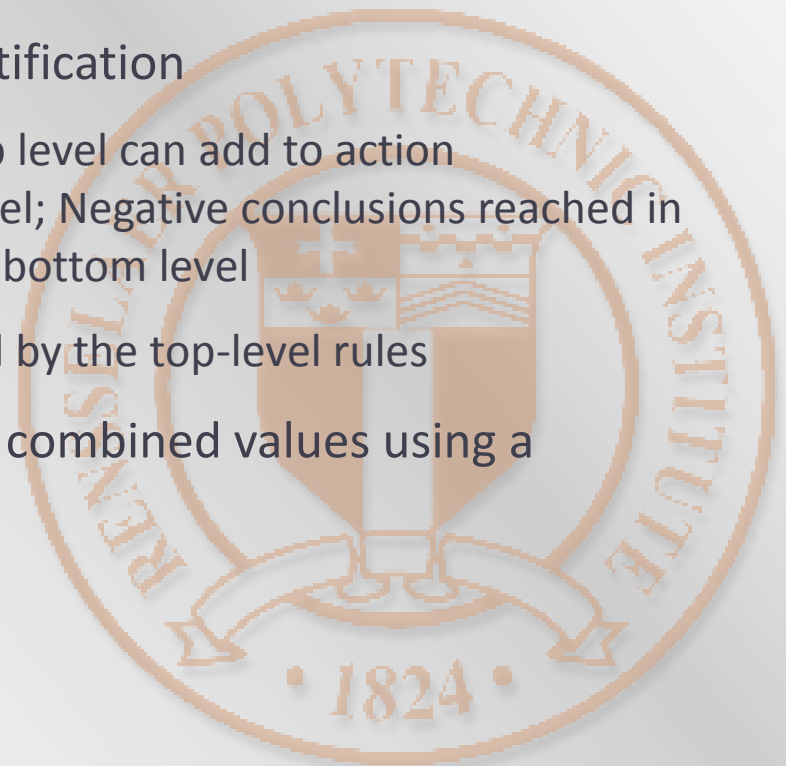 tification
level can add to action
el; Negative conclusions reached in
bottom level
by the top-level rules
combined values using a
RENSSELAER POLYTECHNIC INSTITUTE
• 1824 •